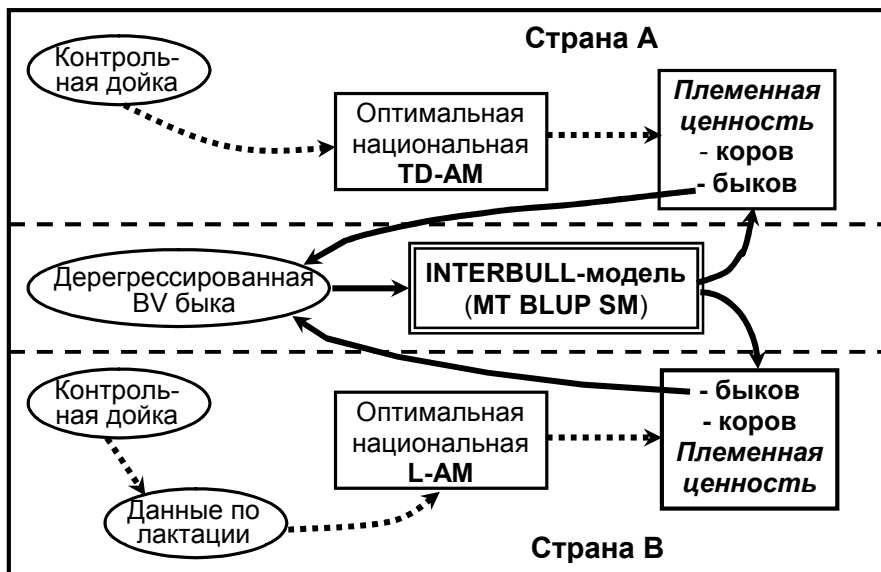 Страна А
Контроль-
ная дойка
Оптимальная
национальная
TD-AM
Племенная
ценность
- коров
- быков
Дерегрессированная
BV быка
INTERBULL-модель
(MT BLUP SM)
Контроль-
ная дойка
Оптимальная
национальная
L-AM
- быков
- коров
Племенная
ценность
Данные по
лактации
Страна В